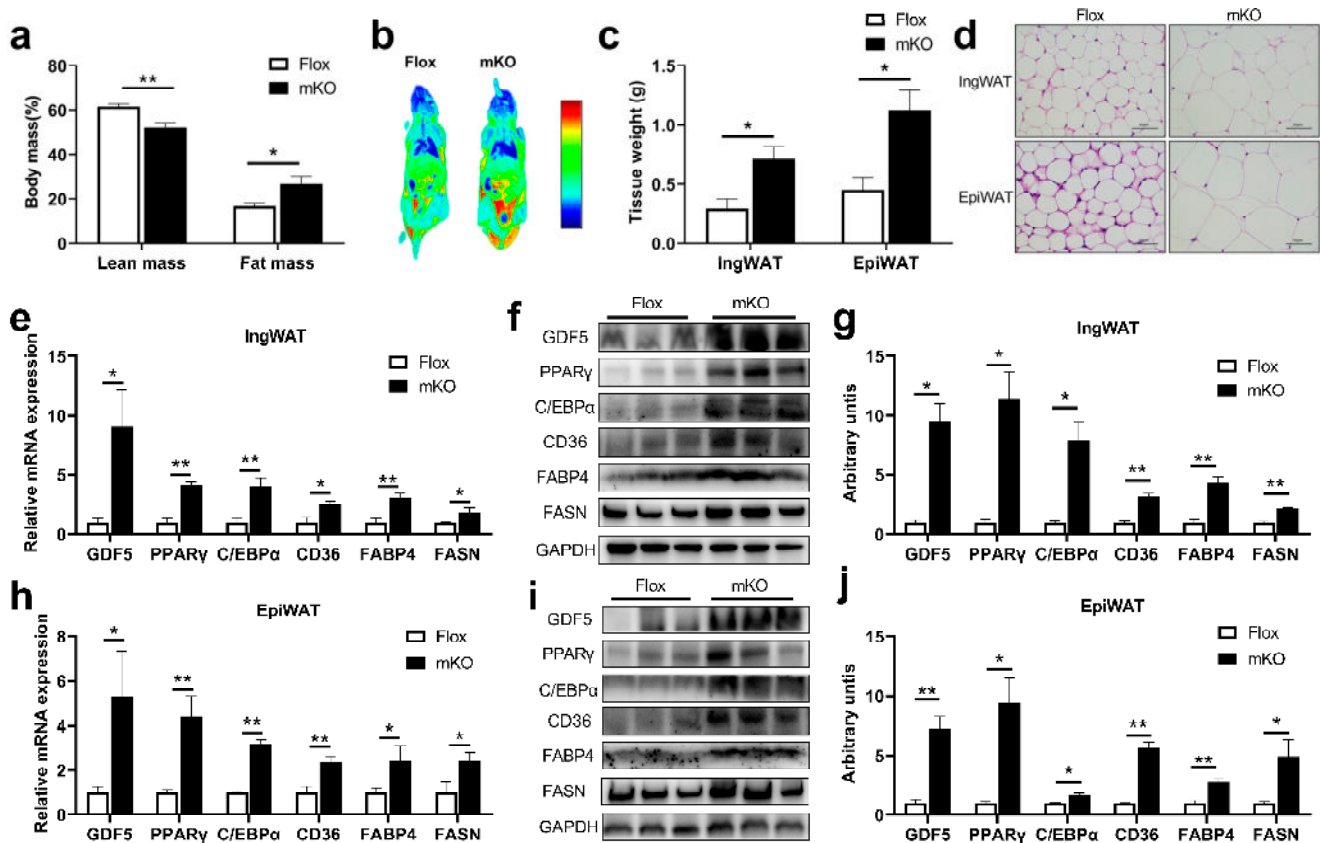 a
Flox
mKO
**
*
Body mass(%)
80
60
40
20
0
Lean mass
Fat mass
b
Flox
mKO
c
Flox
mKO
*
*
Tissue weight (g)
1.5
1.0
0.5
0.0
IngWAT
EpiWAT
d
Flox
mKO
IngWAT
EpiWAT
e
IngWAT
Flox
mKO
Relative mRNA expression
15
10
5
0
*
**
**
*
**
*
GDF5
PPARγ
C/EBPα
CD36
FABP4
FASN
f
Flox
mKO
GDF5
PPARγ
C/EBPα
CD36
FABP4
FASN
GAPDH
g
IngWAT
Flox
mKO
Arbitrary untis
15
10
5
0
*
*
*
**
**
**
GDF5
PPARγ
C/EBPα
CD36
FABP4
FASN
h
EpiWAT
Flox
mKO
Relative mRNA expression
8
6
4
2
0
*
**
**
**
*
*
GDF5
PPARγ
C/EBPα
CD36
FABP4
FASN
i
Flox
mKO
GDF5
PPARγ
C/EBPα
CD36
FABP4
FASN
GAPDH
j
EpiWAT
Flox
mKO
Arbitrary untis
15
10
5
0
**
*
*
**
**
*
GDF5
PPARγ
C/EBPα
CD36
FABP4
FASN